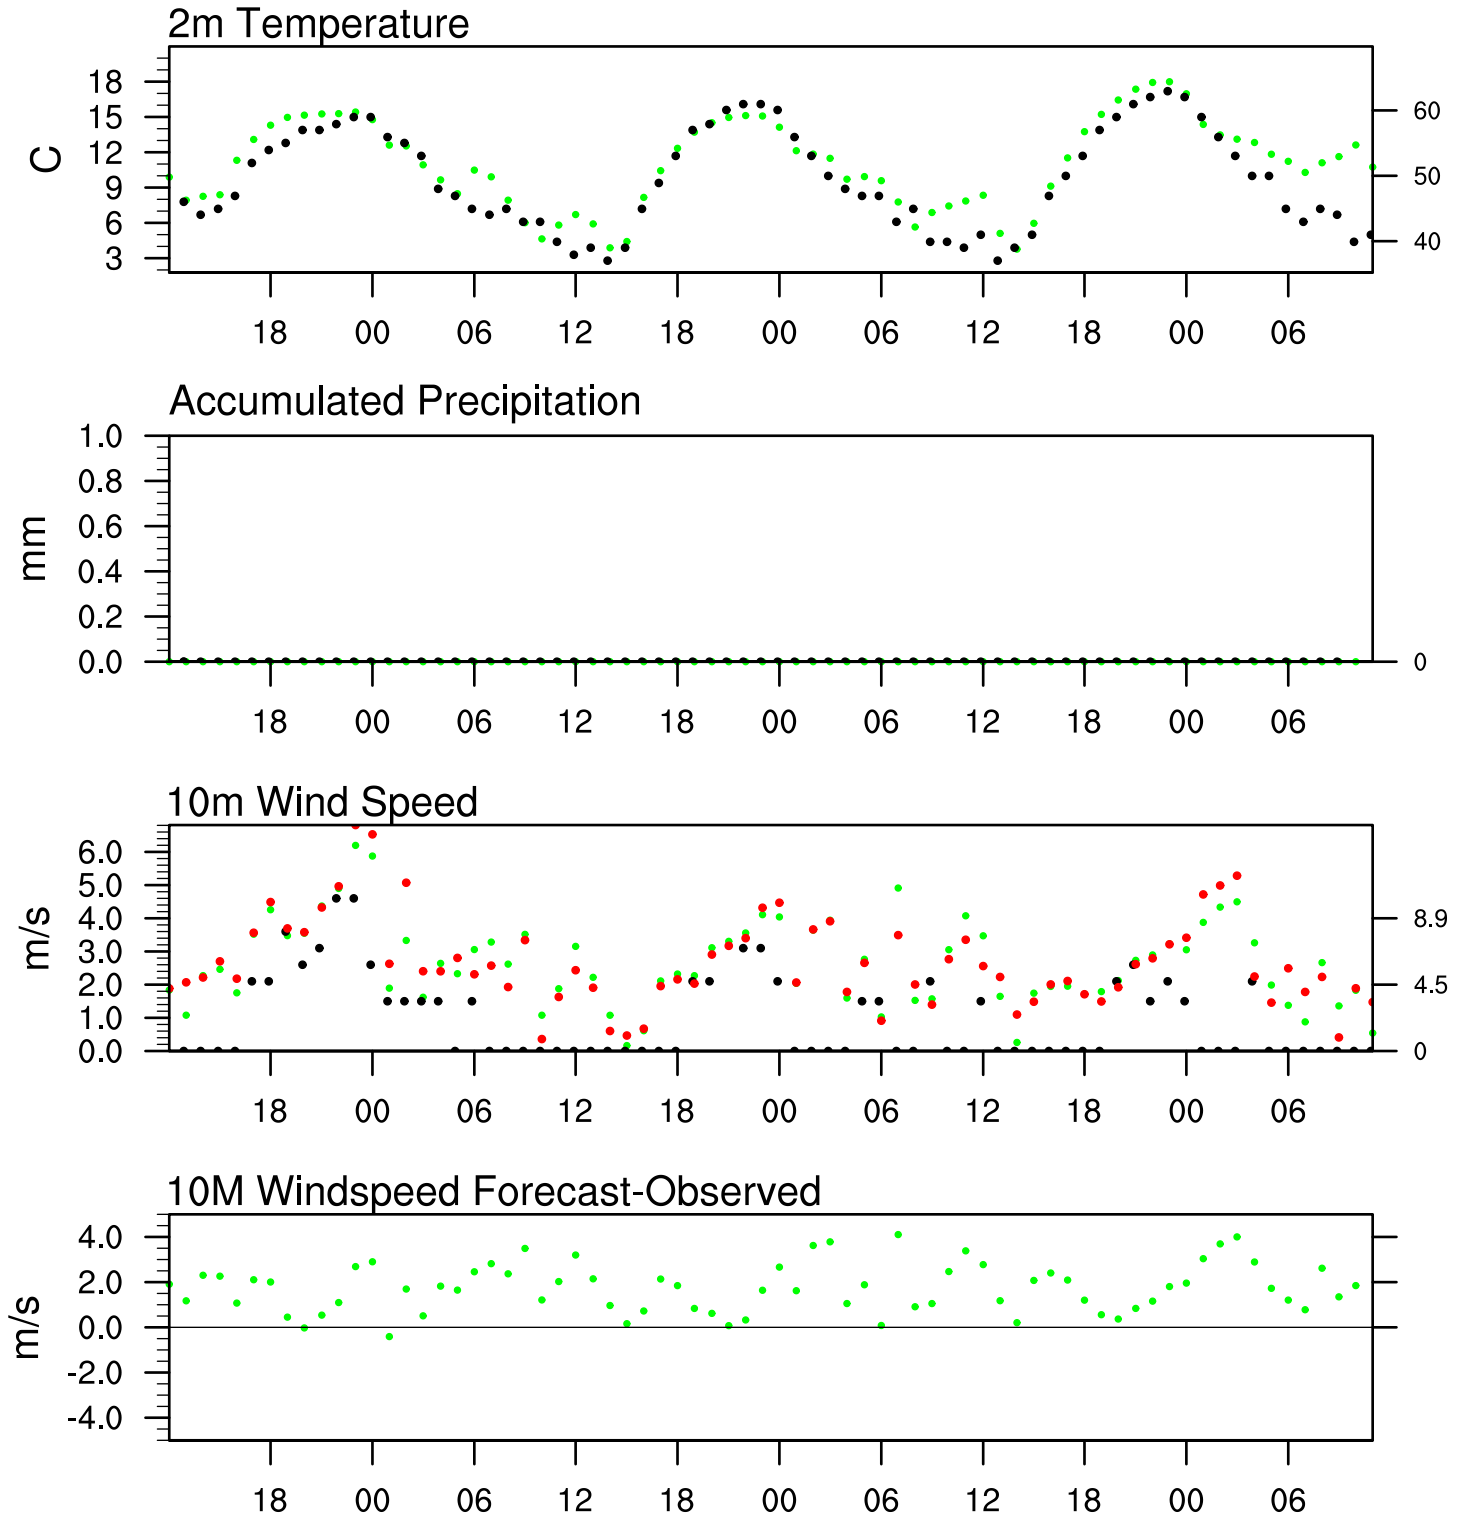 2m Temperature
18
15
12
9
6
3
C
60
50
40
18 00 06 12 18 00 06 12 18 00 06
Accumulated Precipitation
1.0
0.8
0.6
0.4
0.2
0.0
mm
0
18 00 06 12 18 00 06 12 18 00 06
10m Wind Speed
6.0
5.0
4.0
3.0
2.0
1.0
0.0
m/s
8.9
4.5
0
18 00 06 12 18 00 06 12 18 00 06
10M Windspeed Forecast-Observed
4.0
2.0
0.0
-2.0
-4.0
m/s
18 00 06 12 18 00 06 12 18 00 06